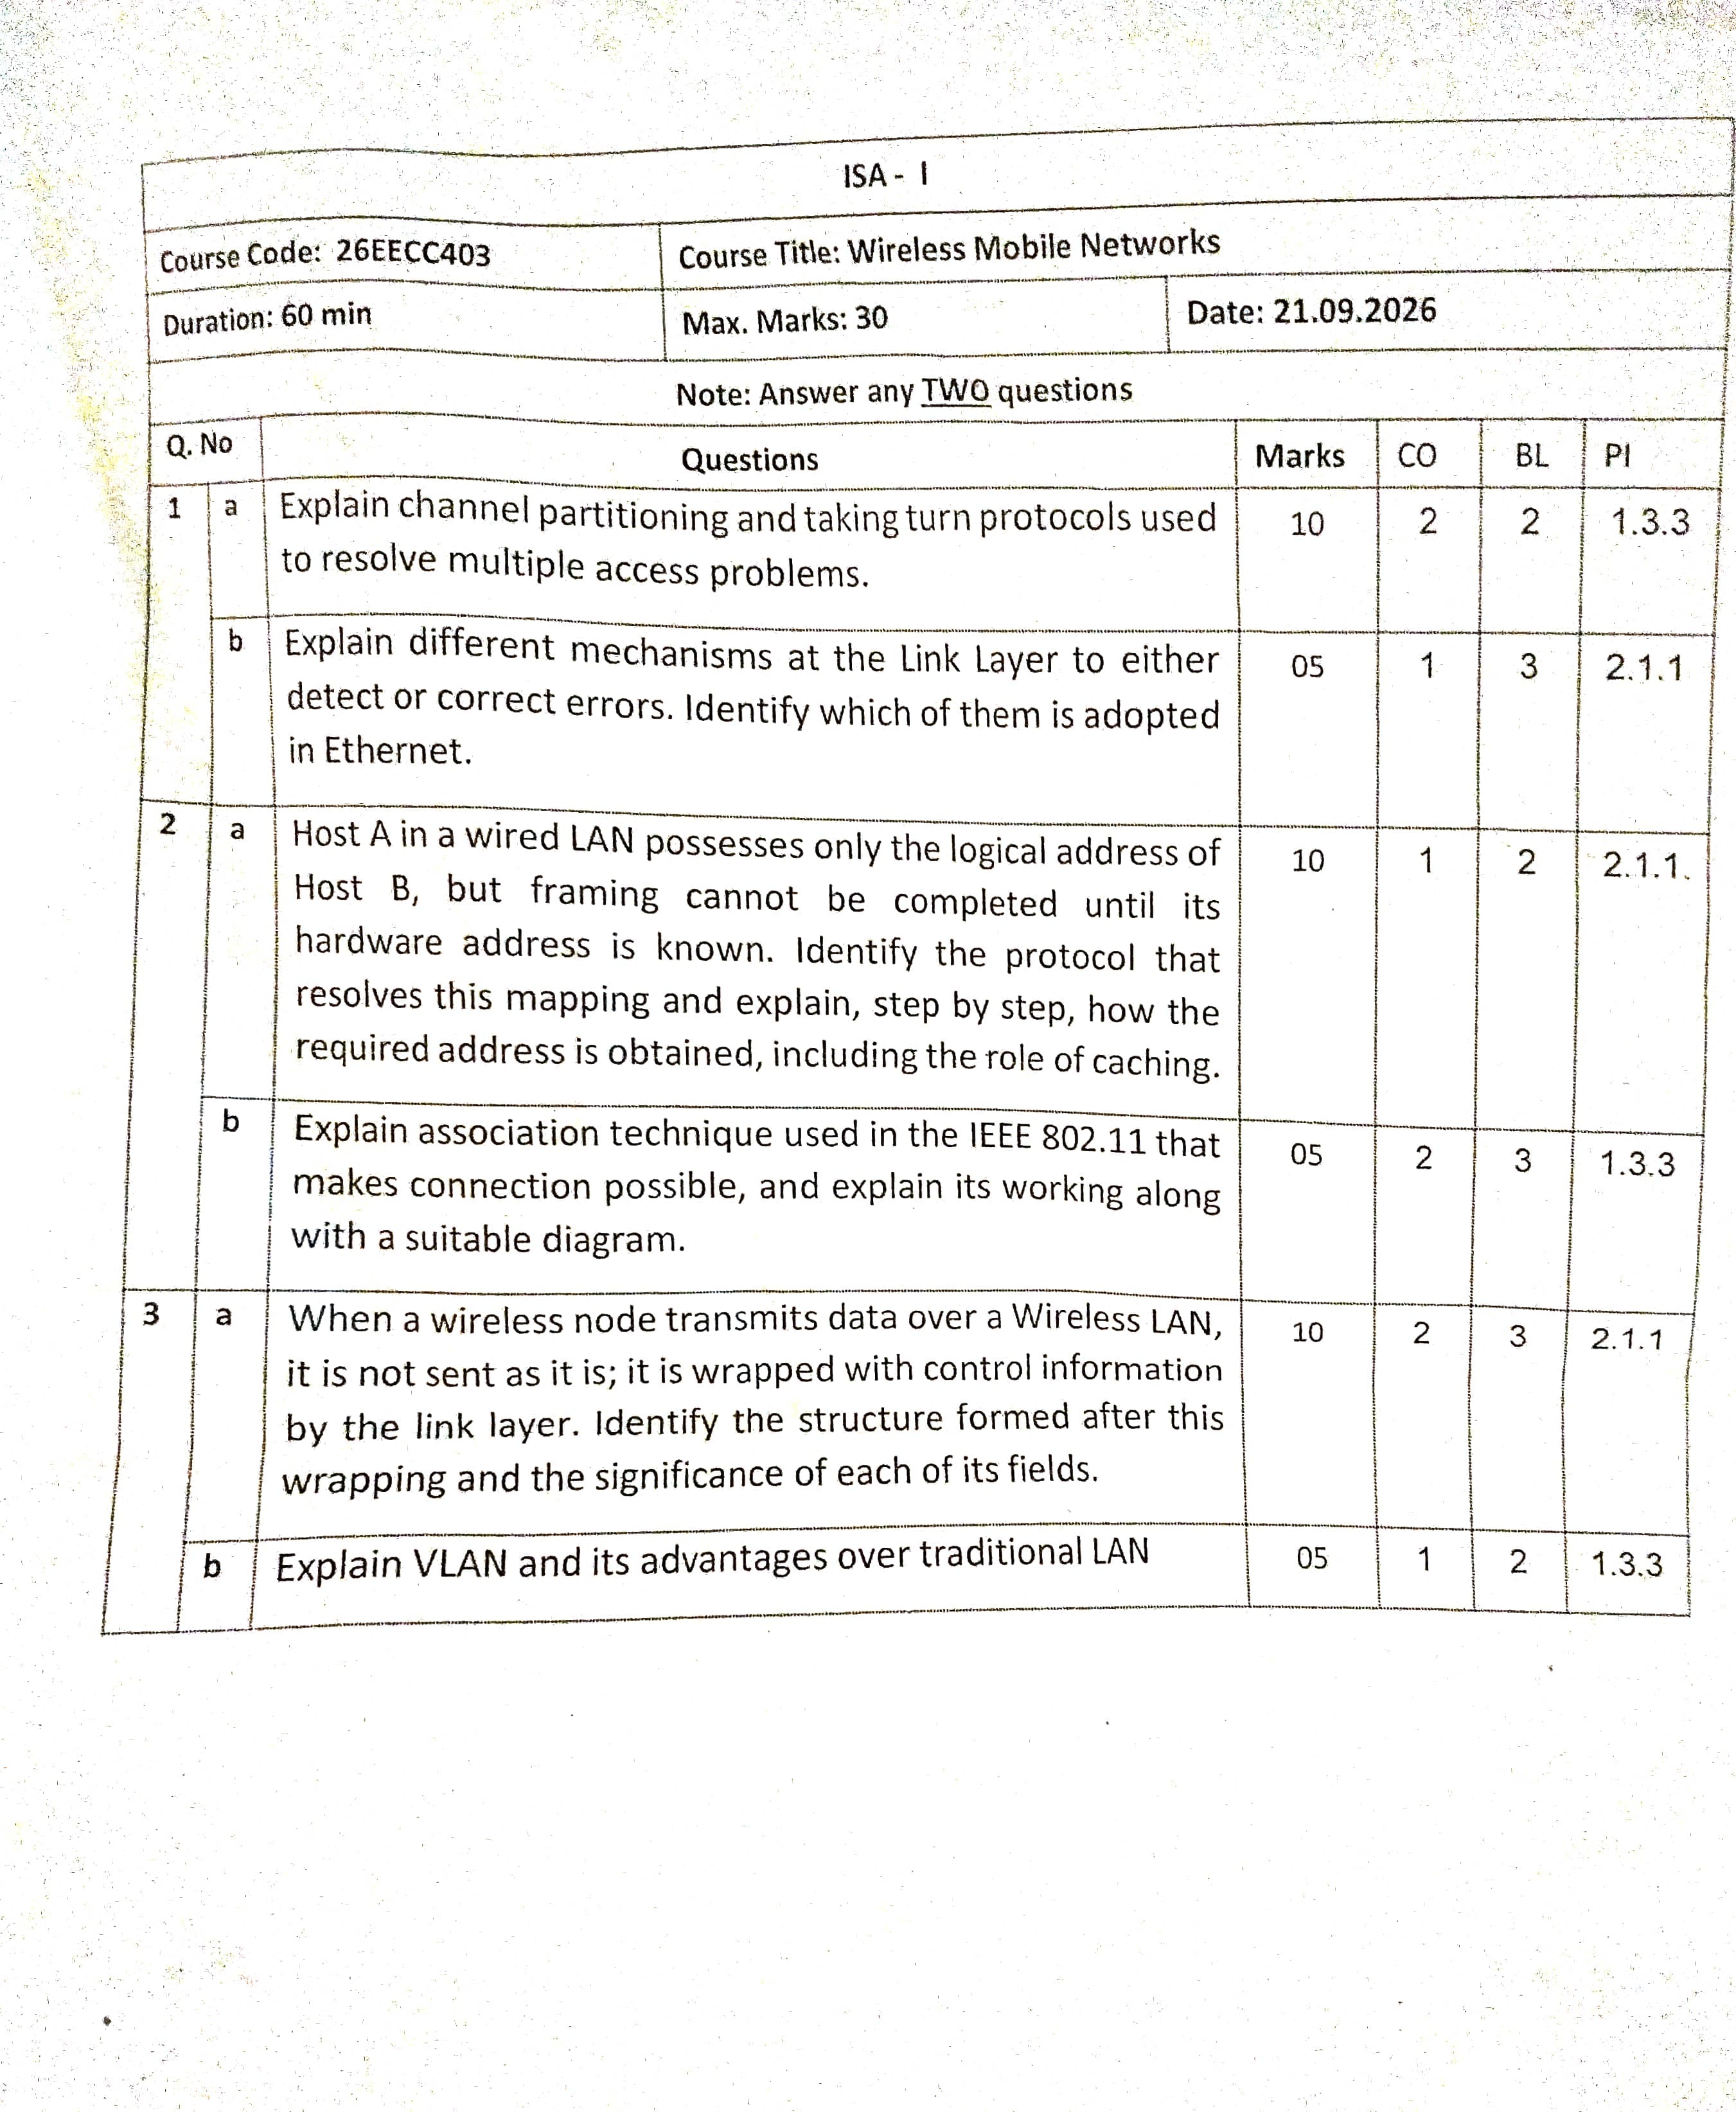 ISA - I
Course Code: 26EECC403 Course Title: Wireless Mobile Networks
Duration: 60 min Max. Marks: 30 Date: 21.09.2026
Note: Answer any TWO questions
Q. No Questions Marks CO BL PI
1 a Explain channel partitioning and taking turn protocols used 10 2 2 1.3.3
to resolve multiple access problems.
b Explain different mechanisms at the Link Layer to either 05 1 3 2.1.1
detect or correct errors. Identify which of them is adopted
in Ethernet.
2 a Host A in a wired LAN possesses only the logical address of 10 1 2 2.1.1.
Host B, but framing cannot be completed until its
hardware address is known. Identify the protocol that
resolves this mapping and explain, step by step, how the
required address is obtained, including the role of caching.
b Explain association technique used in the IEEE 802.11 that 05 2 3 1.3.3
makes connection possible, and explain its working along
with a suitable diagram.
3 a When a wireless node transmits data over a Wireless LAN, 10 2 3 2.1.1
it is not sent as it is; it is wrapped with control information
by the link layer. Identify the structure formed after this
wrapping and the significance of each of its fields.
b Explain VLAN and its advantages over traditional LAN 05 1 2 1.3.3